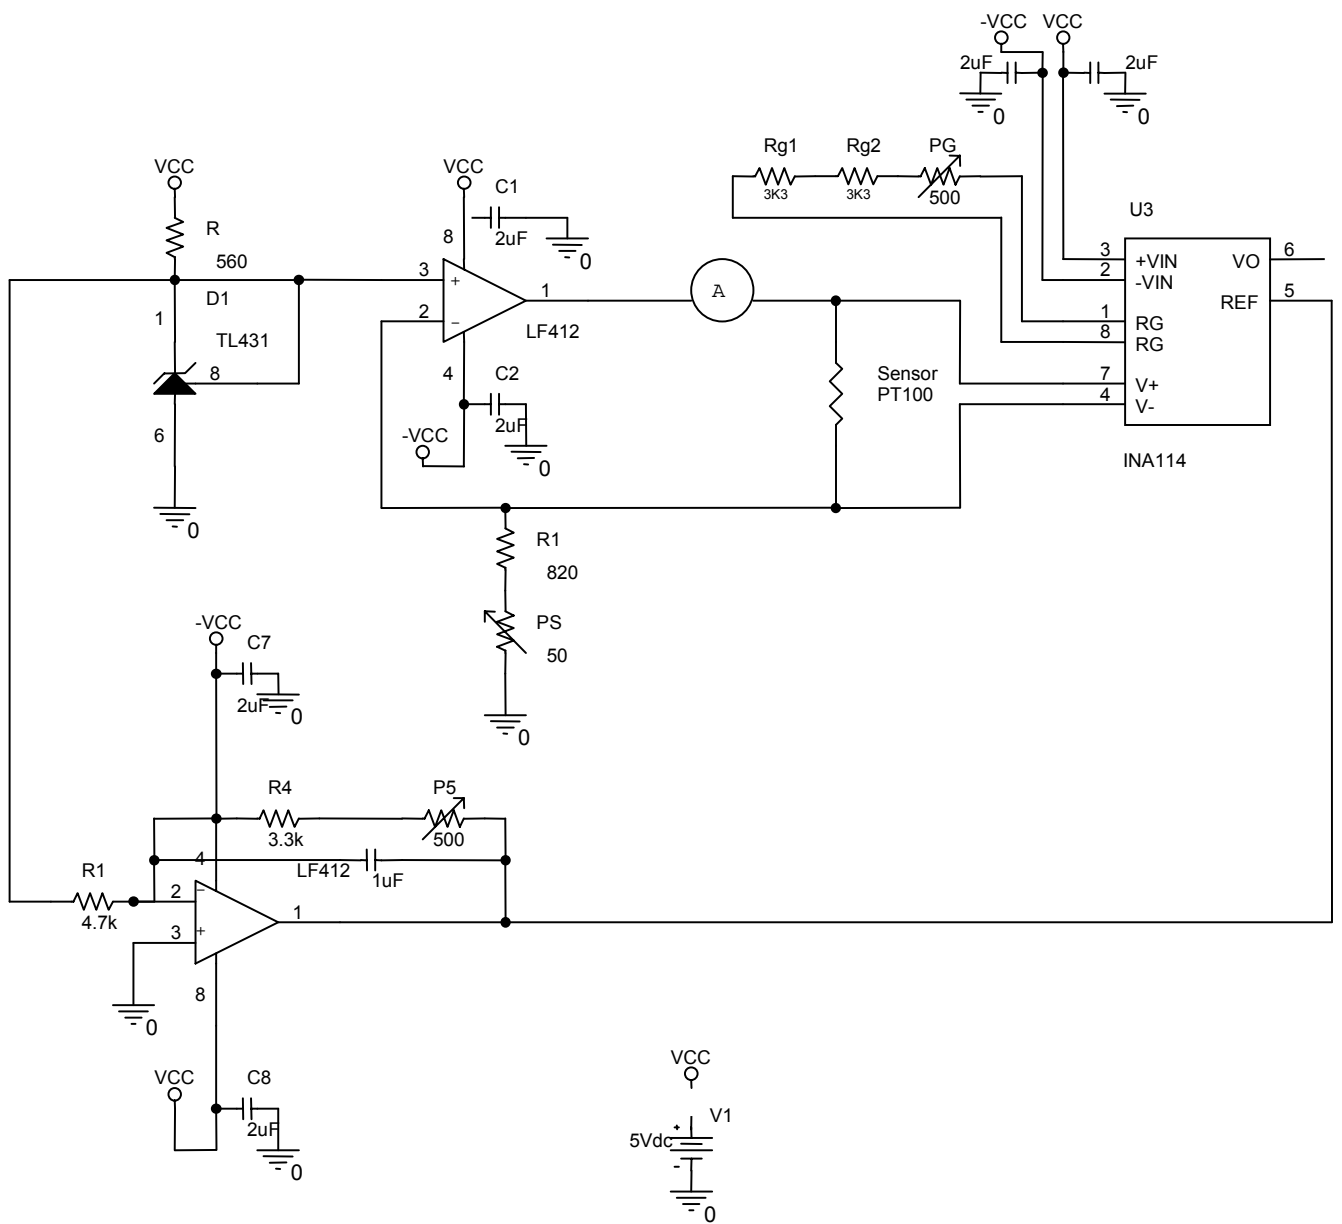 -VCC VCC
2uF 2uF
0 0
Rg1 Rg2 PG
3K3 3K3 500
VCC
R
560
VCC
C1
8 2uF
0
U3
3 +VIN VO 6
2 -VIN
REF 5
1 RG
8 RG
7 V+
4 V-
INA114
D1
1
TL431
8
6
0
3 +
2 −
1
LF412
A
4 C2
2uF
-VCC
0
Sensor
PT100
R1
820
PS
50
0
-VCC
C7
2uF
0
R4 P5
3.3k 500
4 LF412
1uF
R1
4.7k
2 −
3 +
1
0
8
VCC C8
2uF
0
VCC
V1
+
5Vdc
-
0